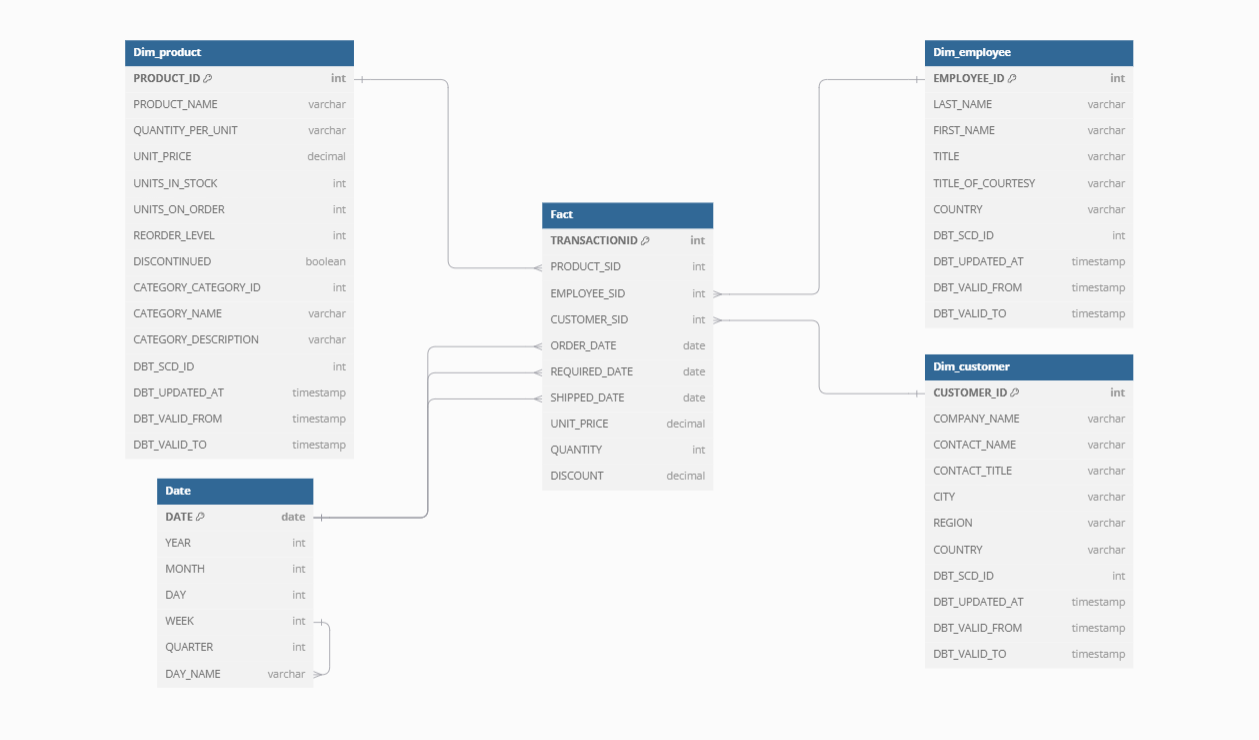 Dim_product
PRODUCT_ID int
PRODUCT_NAME varchar
QUANTITY_PER_UNIT varchar
UNIT_PRICE decimal
UNITS_IN_STOCK int
UNITS_ON_ORDER int
REORDER_LEVEL int
DISCONTINUED boolean
CATEGORY_CATEGORY_ID int
CATEGORY_NAME varchar
CATEGORY_DESCRIPTION varchar
DBT_SCD_ID int
DBT_UPDATED_AT timestamp
DBT_VALID_FROM timestamp
DBT_VALID_TO timestamp
Date
DATE date
YEAR int
MONTH int
DAY int
WEEK int
QUARTER int
DAY_NAME varchar
Fact
TRANSACTIONID int
PRODUCT_SID int
EMPLOYEE_SID int
CUSTOMER_SID int
ORDER_DATE date
REQUIRED_DATE date
SHIPPED_DATE date
UNIT_PRICE decimal
QUANTITY int
DISCOUNT decimal
Dim_employee
EMPLOYEE_ID int
LAST_NAME varchar
FIRST_NAME varchar
TITLE varchar
TITLE_OF_COURTESY varchar
COUNTRY varchar
DBT_SCD_ID int
DBT_UPDATED_AT timestamp
DBT_VALID_FROM timestamp
DBT_VALID_TO timestamp
Dim_customer
CUSTOMER_ID int
COMPANY_NAME varchar
CONTACT_NAME varchar
CONTACT_TITLE varchar
CITY varchar
REGION varchar
COUNTRY varchar
DBT_SCD_ID int
DBT_UPDATED_AT timestamp
DBT_VALID_FROM timestamp
DBT_VALID_TO timestamp